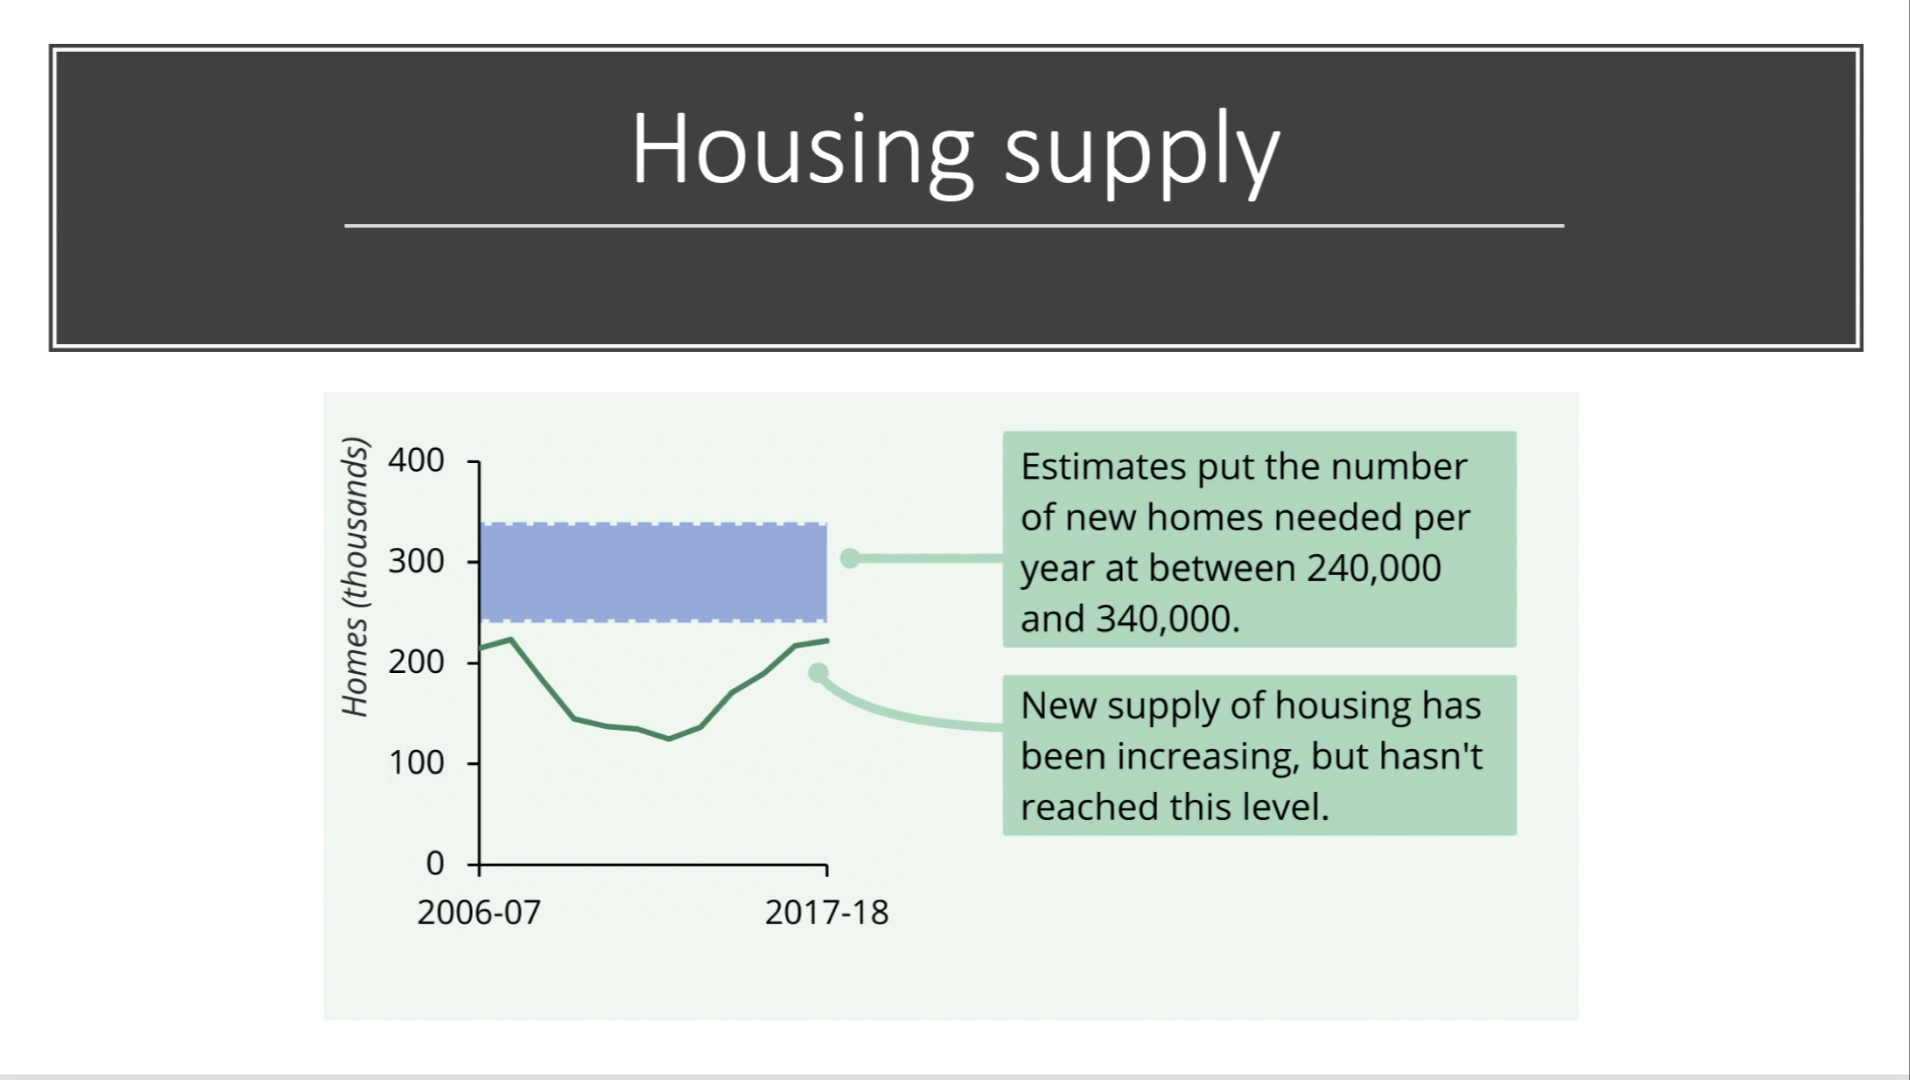 Housing supply
Homes (thousands)
400
300
200
100
0
2006-07
2017-18
Estimates put the number
of new homes needed per
year at between 240,000
and 340,000.
New supply of housing has
been increasing, but hasn't
reached this level.